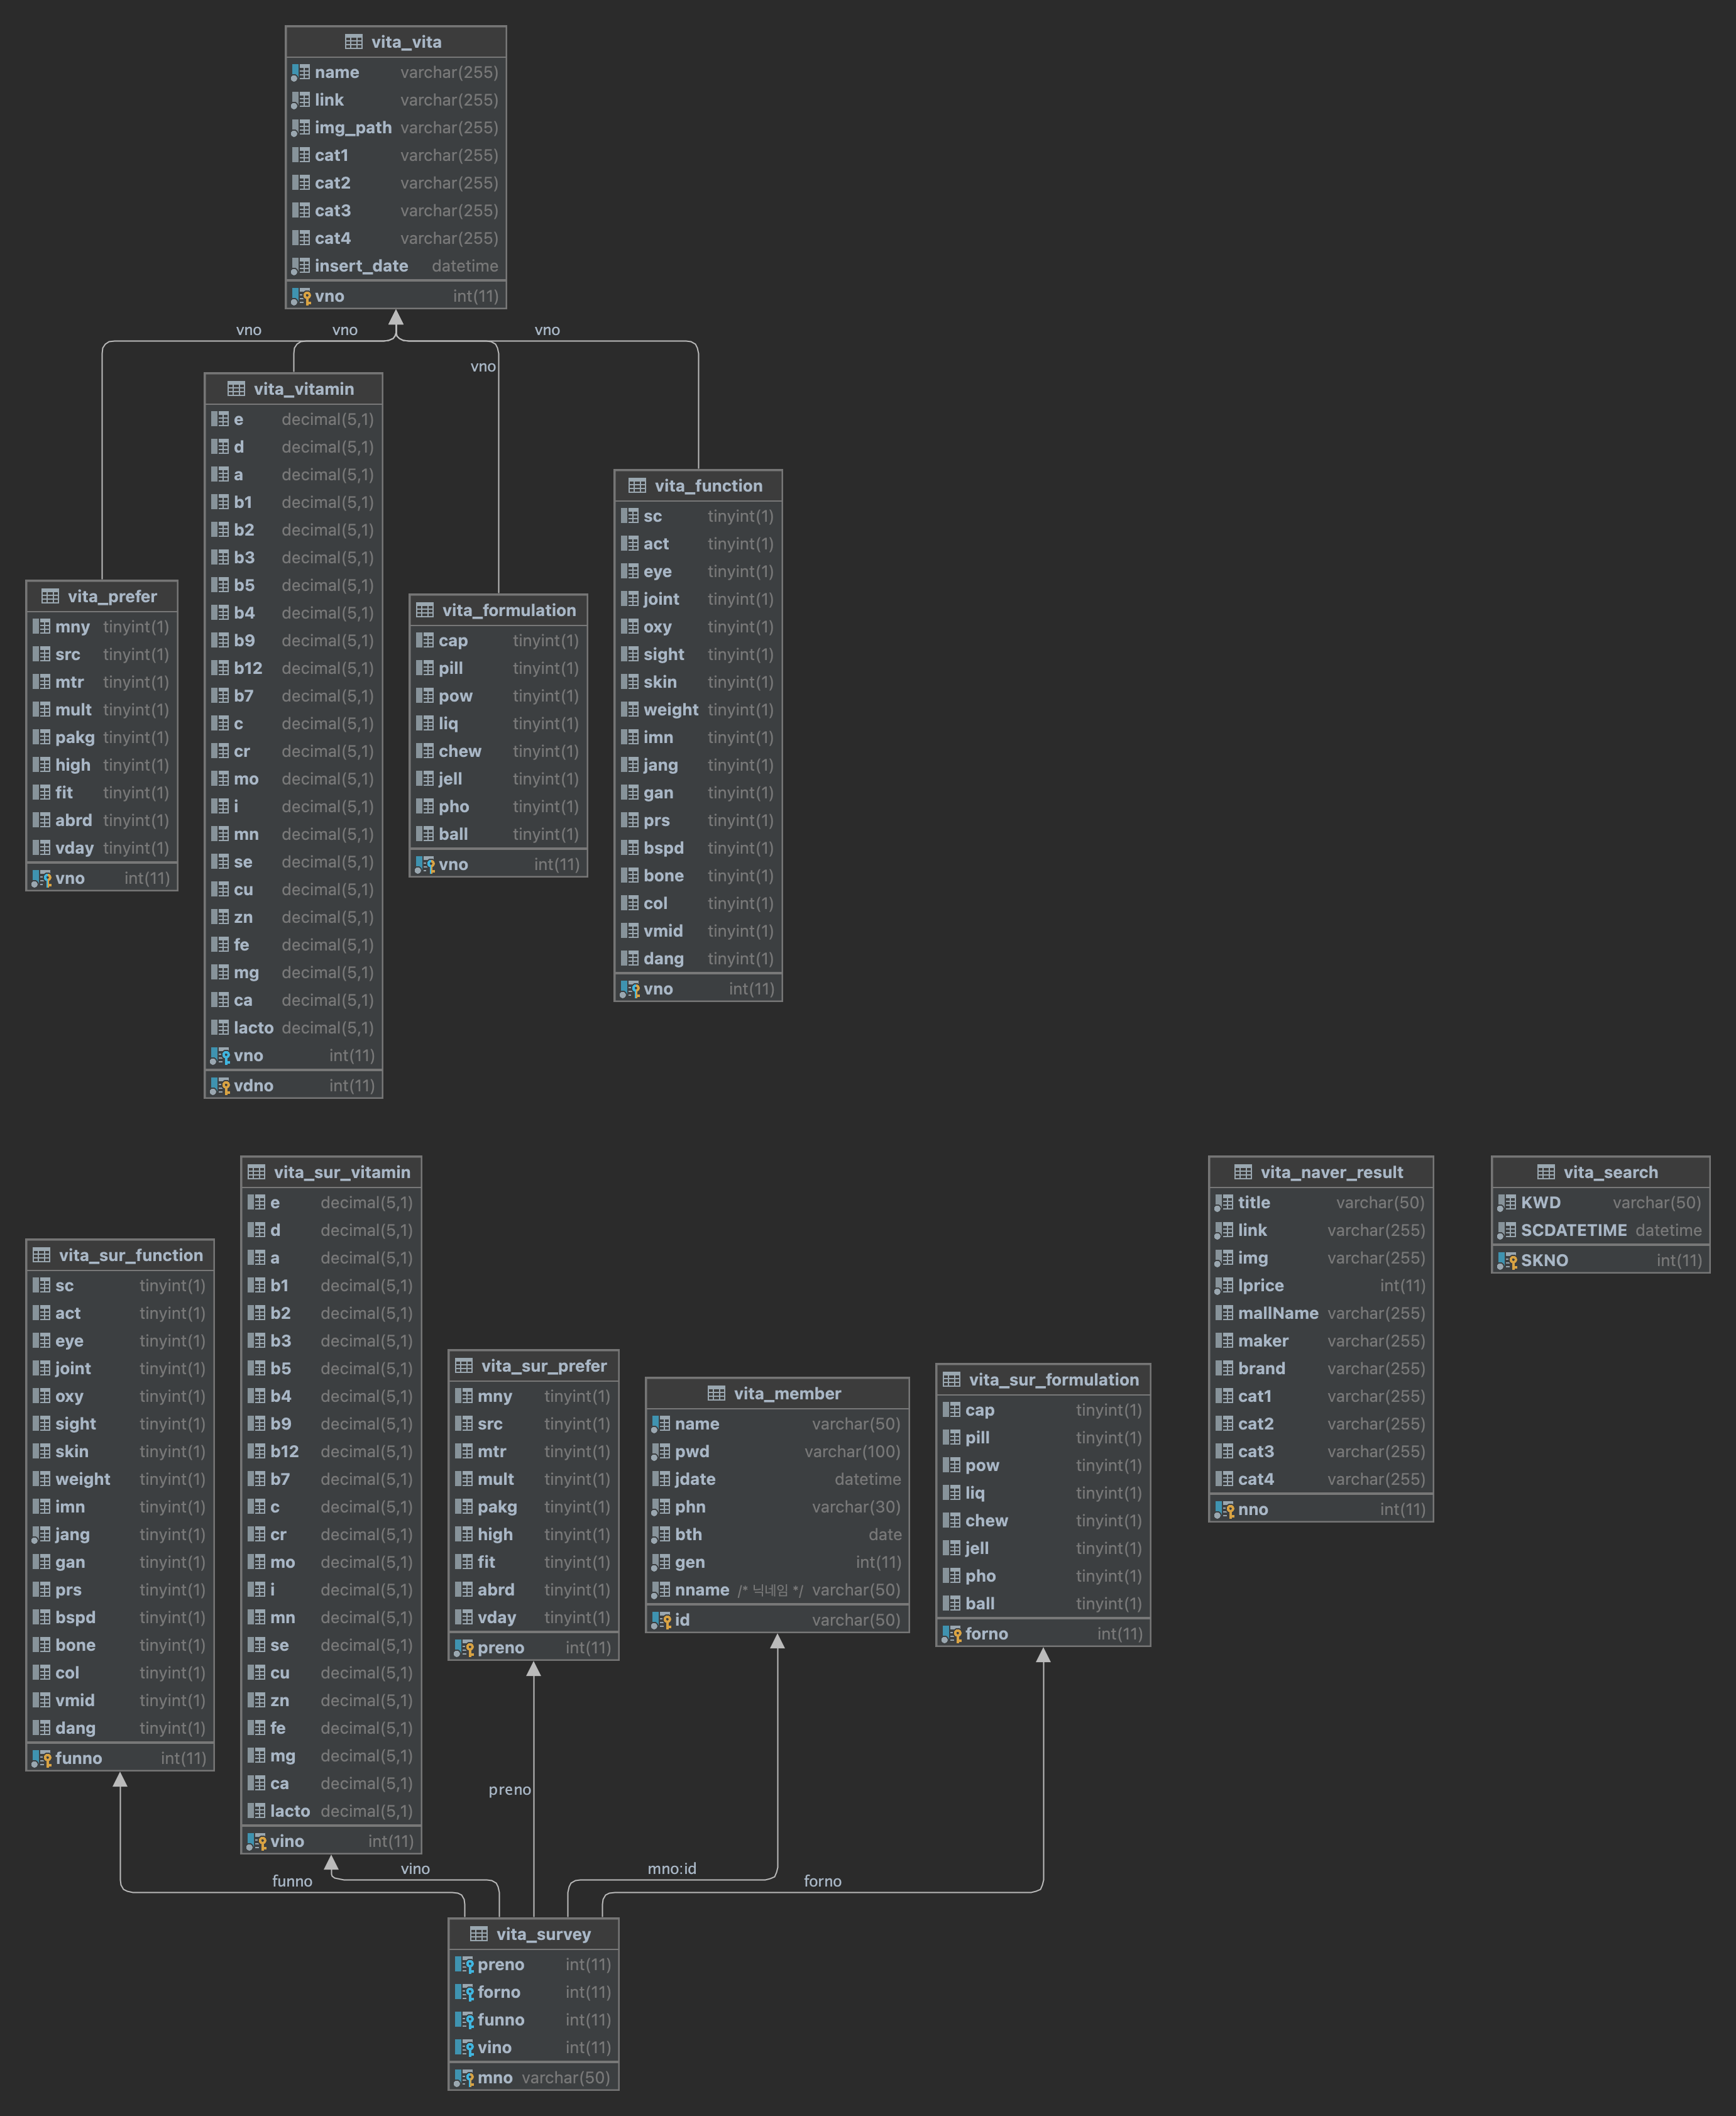 vita_vita
name varchar(255)
link varchar(255)
img_path varchar(255)
cat1 varchar(255)
cat2 varchar(255)
cat3 varchar(255)
cat4 varchar(255)
insert_date datetime
vno int(11)
vno vno vno
vno
vita_vitamin
e decimal(5,1)
d decimal(5,1)
a decimal(5,1)
b1 decimal(5,1)
b2 decimal(5,1)
b3 decimal(5,1)
b5 decimal(5,1)
b4 decimal(5,1)
b9 decimal(5,1)
b12 decimal(5,1)
b7 decimal(5,1)
c decimal(5,1)
cr decimal(5,1)
mo decimal(5,1)
i decimal(5,1)
mn decimal(5,1)
se decimal(5,1)
cu decimal(5,1)
zn decimal(5,1)
fe decimal(5,1)
mg decimal(5,1)
ca decimal(5,1)
lacto decimal(5,1)
vno int(11)
vdno int(11)
vita_function
sc tinyint(1)
act tinyint(1)
eye tinyint(1)
joint tinyint(1)
oxy tinyint(1)
sight tinyint(1)
skin tinyint(1)
weight tinyint(1)
imn tinyint(1)
jang tinyint(1)
gan tinyint(1)
prs tinyint(1)
bspd tinyint(1)
bone tinyint(1)
col tinyint(1)
vmid tinyint(1)
dang tinyint(1)
vno int(11)
vita_prefer
mny tinyint(1)
src tinyint(1)
mtr tinyint(1)
mult tinyint(1)
pakg tinyint(1)
high tinyint(1)
fit tinyint(1)
abrd tinyint(1)
vday tinyint(1)
vno int(11)
vita_formulation
cap tinyint(1)
pill tinyint(1)
pow tinyint(1)
liq tinyint(1)
chew tinyint(1)
jell tinyint(1)
pho tinyint(1)
ball tinyint(1)
vno int(11)
vita_sur_vitamin
e decimal(5,1)
d decimal(5,1)
a decimal(5,1)
b1 decimal(5,1)
b2 decimal(5,1)
b3 decimal(5,1)
b5 decimal(5,1)
b4 decimal(5,1)
b9 decimal(5,1)
b12 decimal(5,1)
b7 decimal(5,1)
c decimal(5,1)
cr decimal(5,1)
mo decimal(5,1)
i decimal(5,1)
mn decimal(5,1)
se decimal(5,1)
cu decimal(5,1)
zn decimal(5,1)
fe decimal(5,1)
mg decimal(5,1)
ca decimal(5,1)
lacto decimal(5,1)
vino int(11)
vita_naver_result
title varchar(50)
link varchar(255)
img varchar(255)
lprice int(11)
mallName varchar(255)
maker varchar(255)
brand varchar(255)
cat1 varchar(255)
cat2 varchar(255)
cat3 varchar(255)
cat4 varchar(255)
nno int(11)
vita_search
KWD varchar(50)
SCDATETIME datetime
SKNO int(11)
vita_sur_function
sc tinyint(1)
act tinyint(1)
eye tinyint(1)
joint tinyint(1)
oxy tinyint(1)
sight tinyint(1)
skin tinyint(1)
weight tinyint(1)
imn tinyint(1)
jang tinyint(1)
gan tinyint(1)
prs tinyint(1)
bspd tinyint(1)
bone tinyint(1)
col tinyint(1)
vmid tinyint(1)
dang tinyint(1)
funno int(11)
vita_sur_prefer
mny tinyint(1)
src tinyint(1)
mtr tinyint(1)
mult tinyint(1)
pakg tinyint(1)
high tinyint(1)
fit tinyint(1)
abrd tinyint(1)
vday tinyint(1)
preno int(11)
vita_member
name varchar(50)
pwd varchar(100)
jdate datetime
phn varchar(30)
bth date
gen int(11)
nname /* 닉네임 */ varchar(50)
id varchar(50)
vita_sur_formulation
cap tinyint(1)
pill tinyint(1)
pow tinyint(1)
liq tinyint(1)
chew tinyint(1)
jell tinyint(1)
pho tinyint(1)
ball tinyint(1)
forno int(11)
preno
vino mno:id
funno forno
vita_survey
preno int(11)
forno int(11)
funno int(11)
vino int(11)
mno varchar(50)